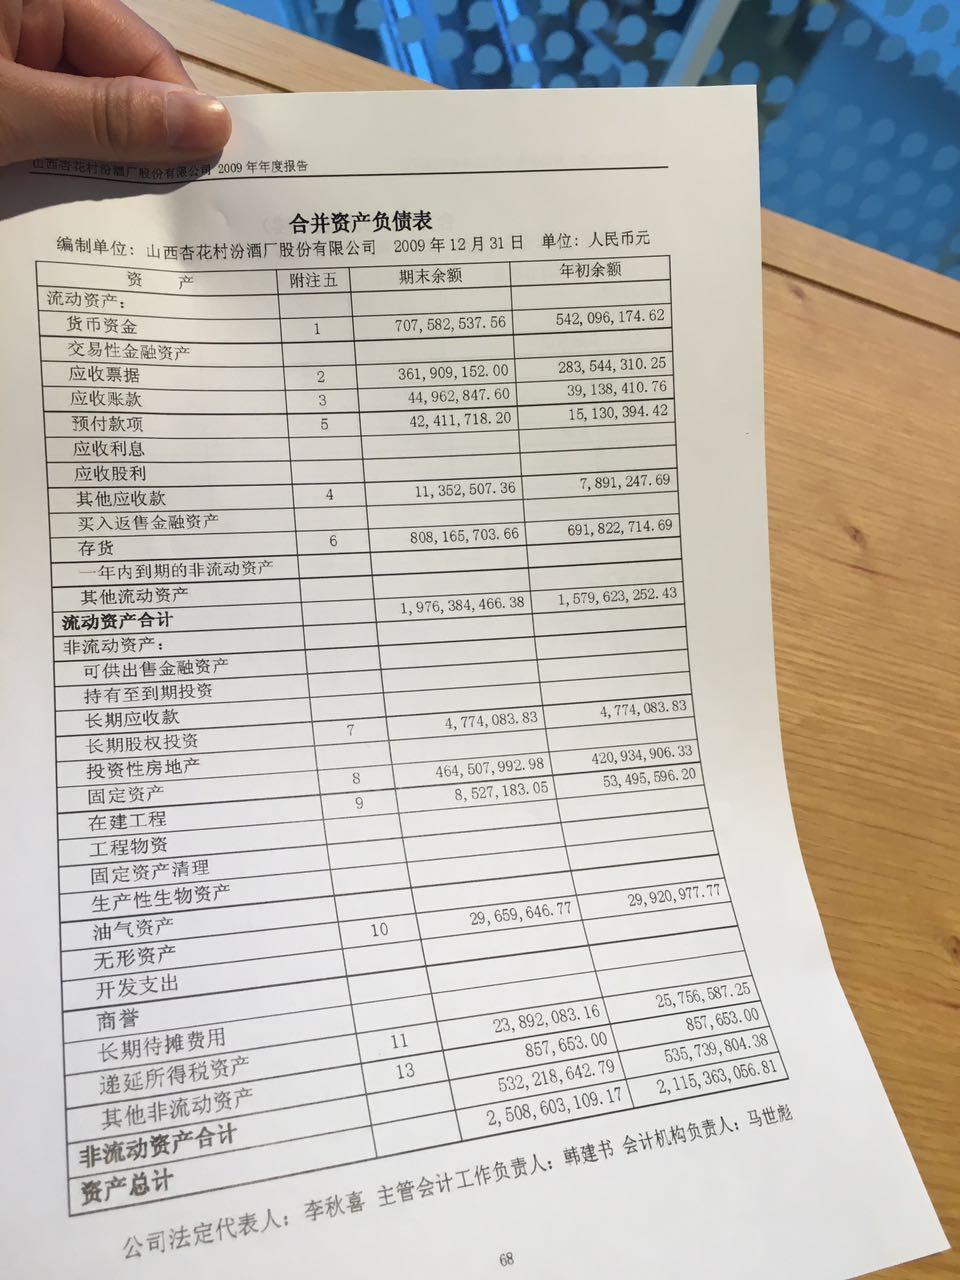 山西杏花村汾酒厂股份有限公司 2009 年年度报告
合并资产负债表
编制单位：山西杏花村汾酒厂股份有限公司 2009 年 12 月 31 日 单位：人民币元
资 产 附注五 期末余额 年初余额
流动资产：
货币资金 1 707,582,537.56 542,096,174.62
交易性金融资产
应收票据 2 361,909,152.00 283,544,310.25
应收账款 3 44,962,847.60 39,138,410.76
预付款项 5 42,411,718.20 15,130,394.42
应收利息
应收股利
其他应收款 4 11,352,507.36 7,891,247.69
买入返售金融资产
存货 6 808,165,703.66 691,822,714.69
一年内到期的非流动资产
其他流动资产
流动资产合计 1,976,384,466.38 1,579,623,252.43
非流动资产：
可供出售金融资产
持有至到期投资
长期应收款
长期股权投资 7 4,774,083.83 4,774,083.83
投资性房地产
固定资产 8 464,507,992.98 420,934,906.33
在建工程 9 8,527,183.05 53,495,596.20
工程物资
固定资产清理
生产性生物资产
油气资产
无形资产 10 29,659,646.77 29,920,977.77
开发支出
商誉
长期待摊费用 11 23,892,083.16 25,756,587.25
递延所得税资产 13 857,653.00 857,653.00
其他非流动资产
非流动资产合计 532,218,642.79 535,739,804.38
资产总计 2,508,603,109.17 2,115,363,056.81
公司法定代表人：李秋喜 主管会计工作负责人：韩建书 会计机构负责人：马世彪
68